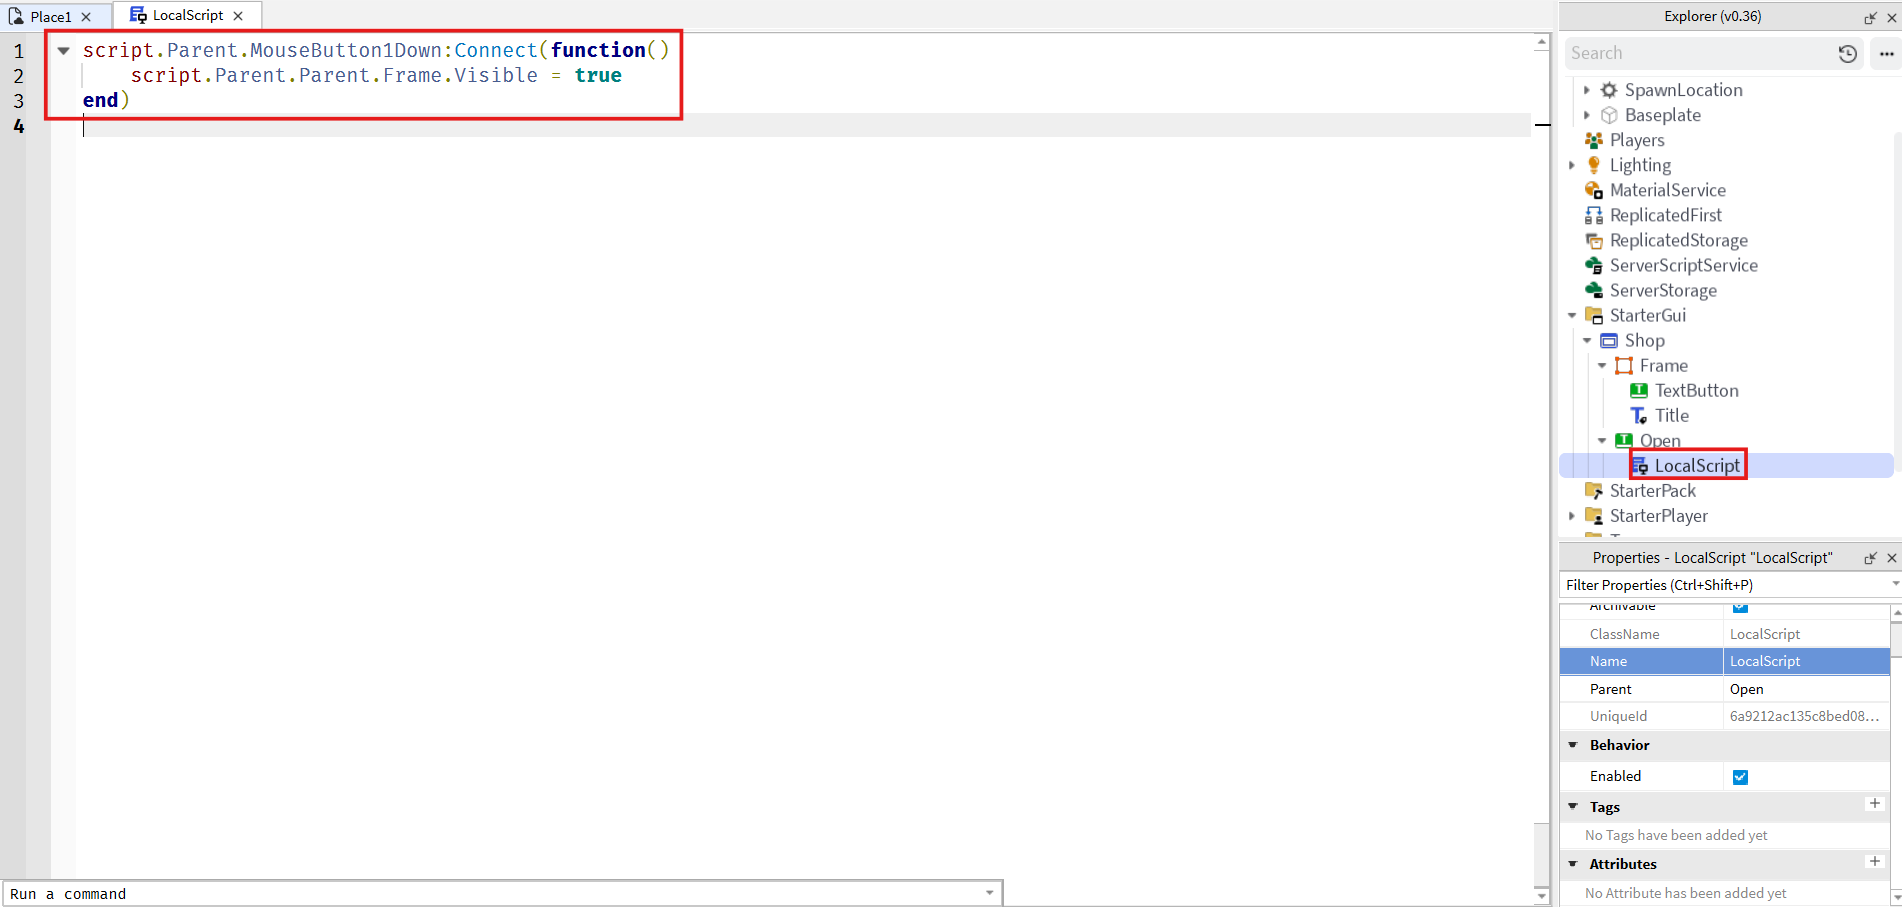 Place1
LocalScript
1 script.Parent.MouseButton1Down:Connect(function()
2 script.Parent.Parent.Frame.Visible = true
3 end)
4
Run a command
Explorer (v0.36)
Search
SpawnLocation
Baseplate
Players
Lighting
MaterialService
ReplicatedFirst
ReplicatedStorage
ServerScriptService
ServerStorage
StarterGui
Shop
Frame
TextButton
Title
Open
LocalScript
StarterPack
StarterPlayer
Properties - LocalScript "LocalScript"
Filter Properties (Ctrl+Shift+P)
Archivable
ClassName LocalScript
Name LocalScript
Parent Open
UniqueId 6a9212ac135c8bed08...
Behavior
Enabled
Tags
No Tags have been added yet
Attributes
No Attribute has been added yet